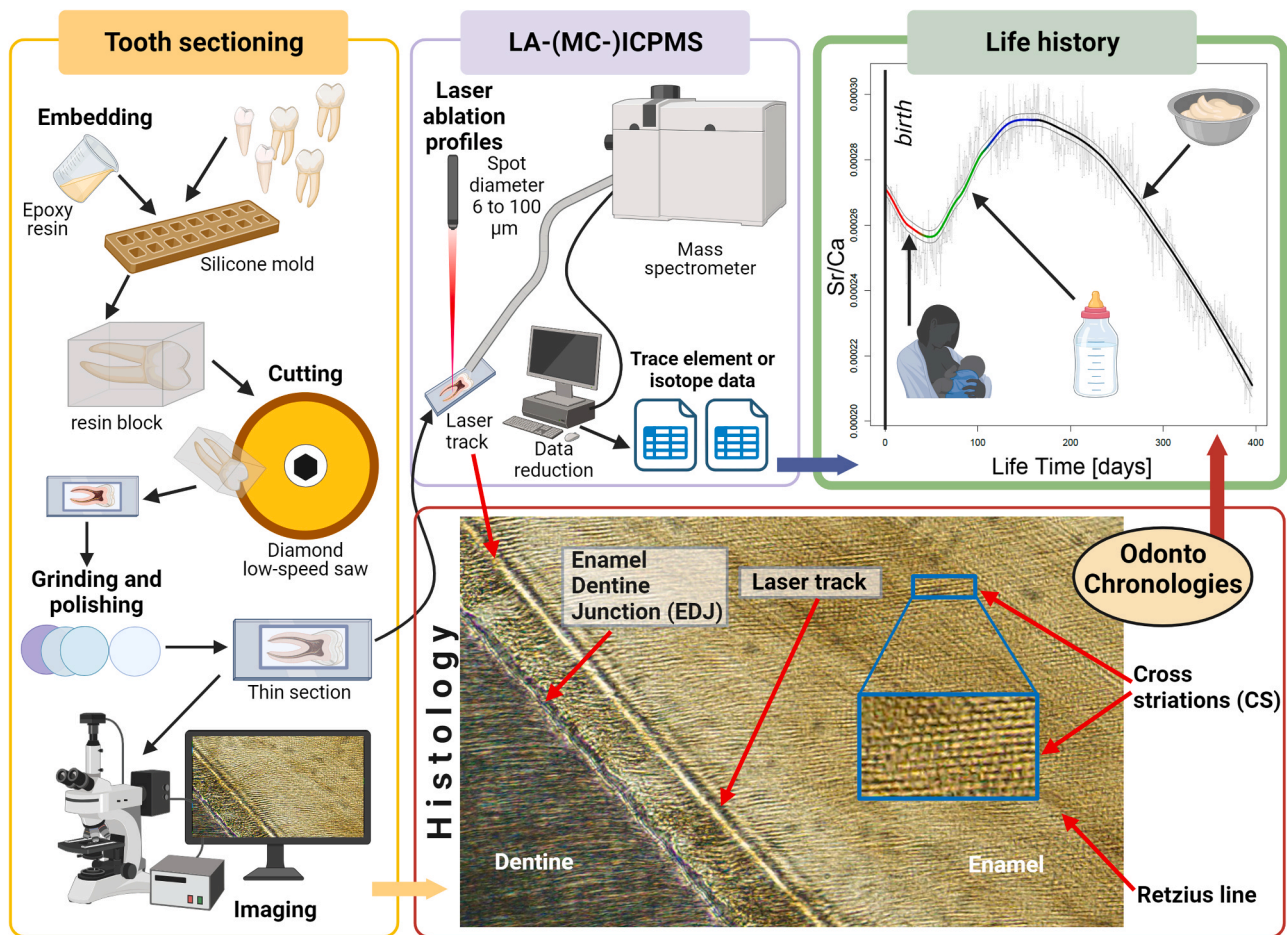 Tooth sectioning
Embedding
Epoxy
resin
Silicone mold
resin block
Cutting
Diamond
low-speed saw
Grinding and
polishing
Thin section
Imaging
LA-(MC-)ICPMS
Laser
ablation
profiles
Spot
diameter
6 to 100
µm
Mass
spectrometer
Laser
track
Data
reduction
Trace element or
isotope data
Life history
Sr/Ca
0.00030
0.00028
0.00026
0.00024
0.00022
0.00020
birth
0
100
200
300
400
Life Time [days]
Histology
Enamel
Dentine
Junction (EDJ)
Laser track
Odonto
Chronologies
Cross
striations (CS)
Dentine
Enamel
Retzius line